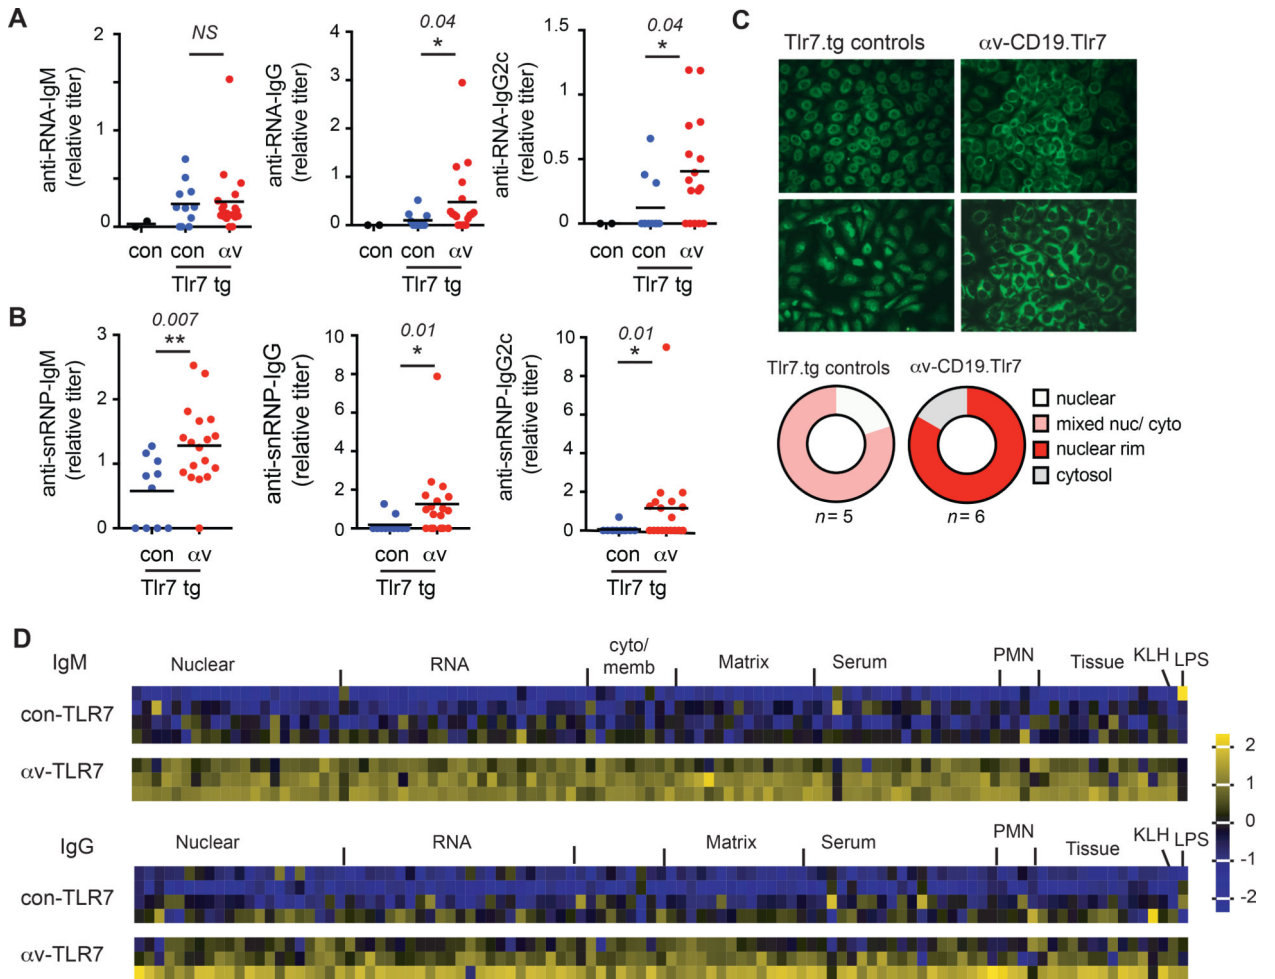 A
anti-RNA-IgM
(relative titer)
2
1
0
NS
con con αv
Tlr7 tg
anti-RNA-IgG
(relative titer)
4
3
2
1
0
0.04
*
con con αv
Tlr7 tg
anti-RNA-IgG2c
(relative titer)
1.5
1
0.5
0
0.04
*
con con αv
Tlr7 tg
B
anti-snRNP-IgM
(relative titer)
3
2
1
0
0.007
**
con αv
Tlr7 tg
anti-snRNP-IgG
(relative titer)
10
8
6
4
2
0
0.01
*
con αv
Tlr7 tg
anti-snRNP-IgG2c
(relative titer)
10
8
6
4
2
0
0.01
*
con αv
Tlr7 tg
C
Tlr7.tg controls αv-CD19.Tlr7
Tlr7.tg controls αv-CD19.Tlr7
n= 5 n= 6
nuclear
mixed nuc/ cyto
nuclear rim
cytosol
D
IgM Nuclear RNA cyto/
memb Matrix Serum PMN Tissue KLH LPS
con-TLR7
αv-TLR7
IgG Nuclear RNA Matrix Serum PMN Tissue KLH LPS
con-TLR7
αv-TLR7
2
1
0
-1
-2